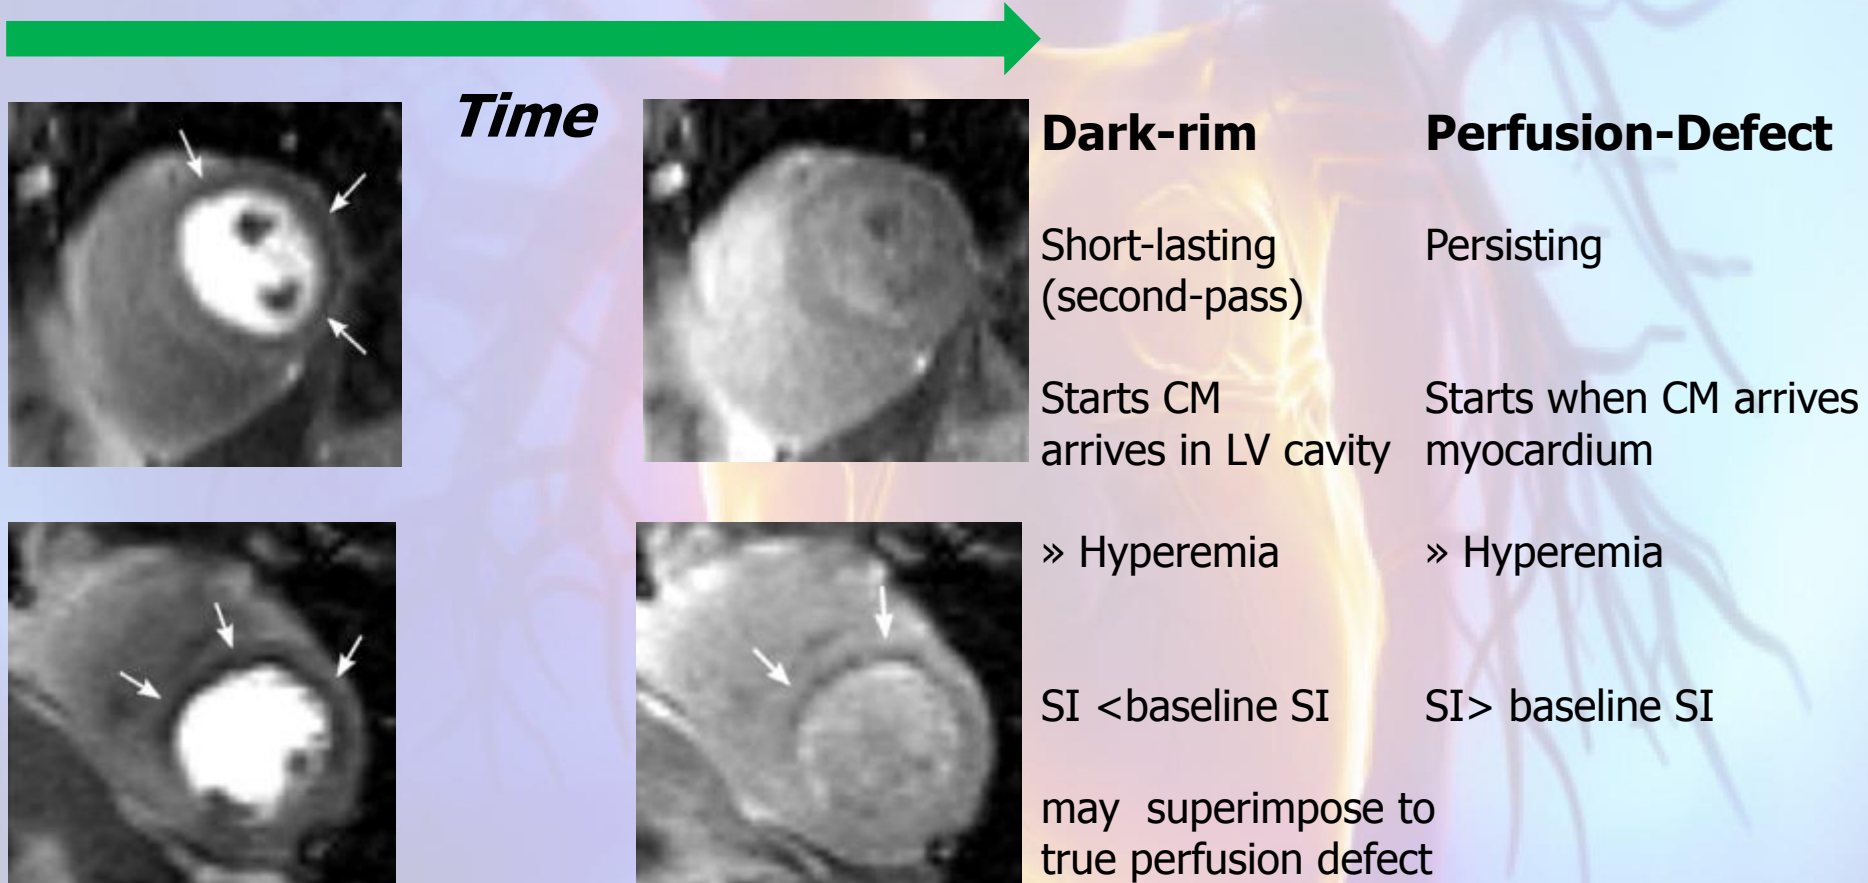 Time
Dark-rim
Perfusion-Defect
Short-lasting
(second-pass)
Persisting
Starts CM
arrives in LV cavity
Starts when CM arrives
myocardium
» Hyperemia
» Hyperemia
SI <baseline SI
SI> baseline SI
may superimpose to
true perfusion defect